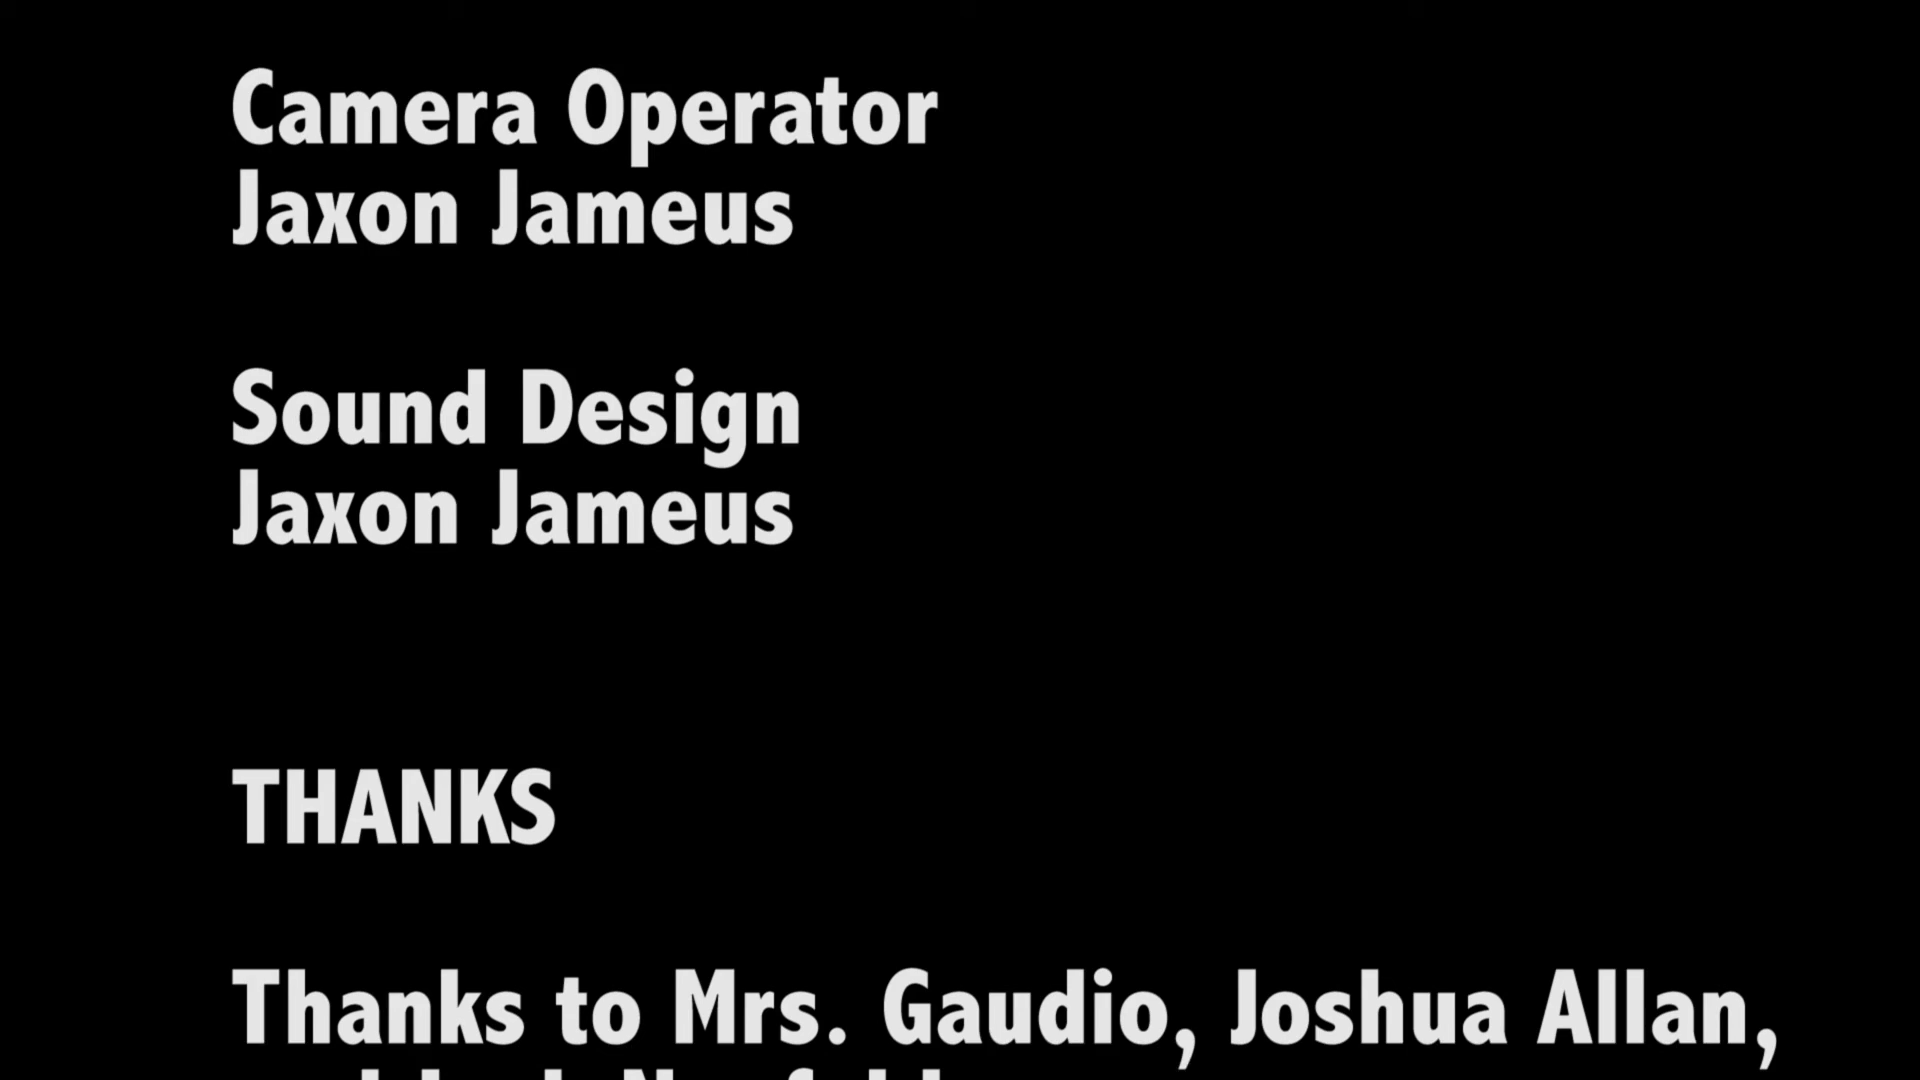 Camera Operator
Jaxon Jameus
Sound Design
Jaxon Jameus
THANKS
Thanks to Mrs. Gaudio, Joshua Allan,